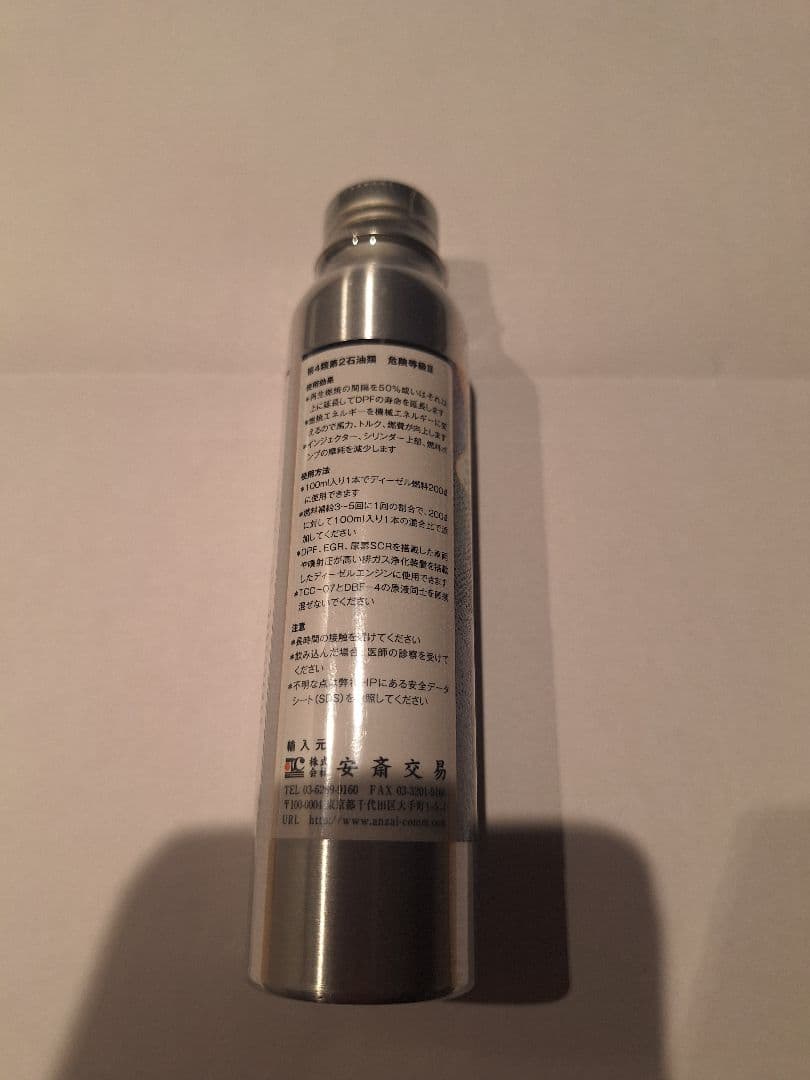 第4類第2石油類　危険等級Ⅲ
使用効果
*再生燃焼の間隔を50%或いはそれ以
上に延長してDPFの寿命を延長します
*燃焼エネルギーを機械エネルギーに変
えるので馬力、トルク、燃費が向上します
*インジェクター、シリンダー上部、燃料ポ
ンプの摩耗を減少します
使用方法
*100ml入り1本でディーゼル燃料200ℓ
に使用できます
*燃料補給3〜5回に1回の割合で、200ℓ
に対して100ml入り1本の混合比で添
加してください
*DPF、EGR、尿素SCRを搭載した車両
や噴射圧が高い排ガス浄化装置を搭載
したディーゼルエンジンに使用できます
*TCC-07とDBF-4の原液同士を
混ぜないでください
注意
*長時間の接触を避けてください
*飲み込んだ場合 医師の診察を受けて
ください
*不明な点は弊社HPにある安全データ
シート(SDS)を 照してください
輸入元
株式
会社 安斎交易
TEL 03-6 9-9160 FAX 03-3201-
〒100-0004 東京都千代田区大手町
URL http://www.anzai-comm.com